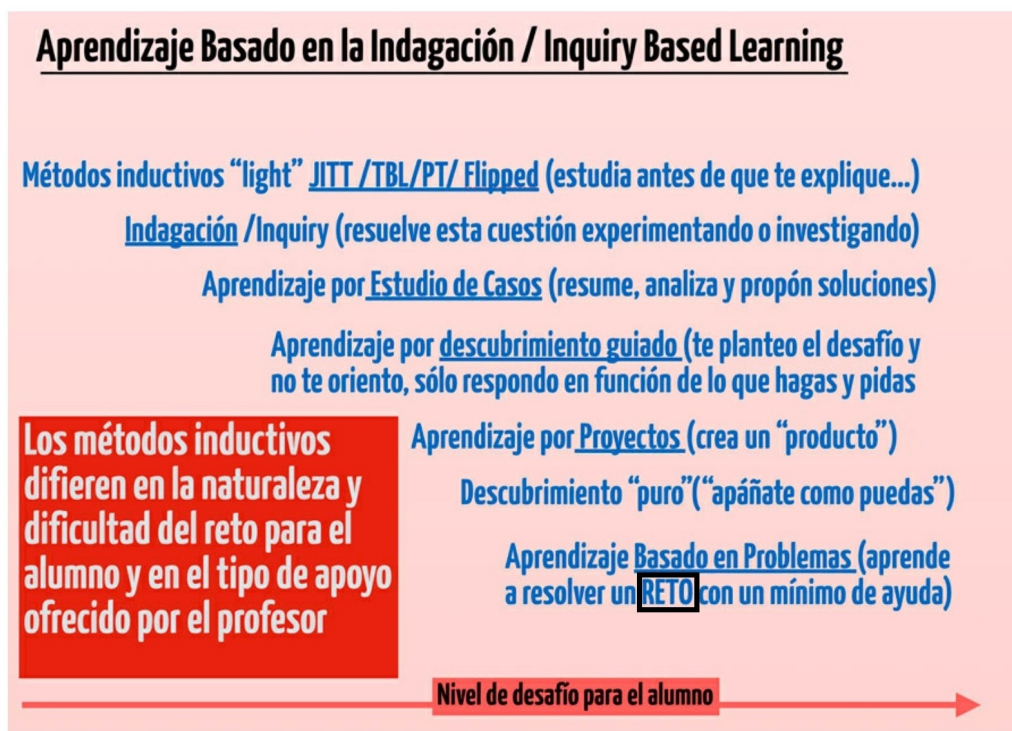 Aprendizaje Basado en la Indagación / Inquiry Based Learning
Métodos inductivos “light” JITT /TBL/PT/ Flipped (estudia antes de que te explique...)
Indagación /Inquiry (resuelve esta cuestión experimentando o investigando)
Aprendizaje por Estudio de Casos (resume, analiza y propón soluciones)
Aprendizaje por descubrimiento guiado (te planteo el desafío y
no te oriento, sólo respondo en función de lo que hagas y pidas
Aprendizaje por Proyectos (crea un “producto”)
Descubrimiento “puro”(“apáñate como puedas”)
Aprendizaje Basado en Problemas (aprende
a resolver un RETO con un mínimo de ayuda)
Los métodos inductivos
difieren en la naturaleza y
dificultad del reto para el
alumno y en el tipo de apoyo
ofrecido por el profesor
Nivel de desafío para el alumno